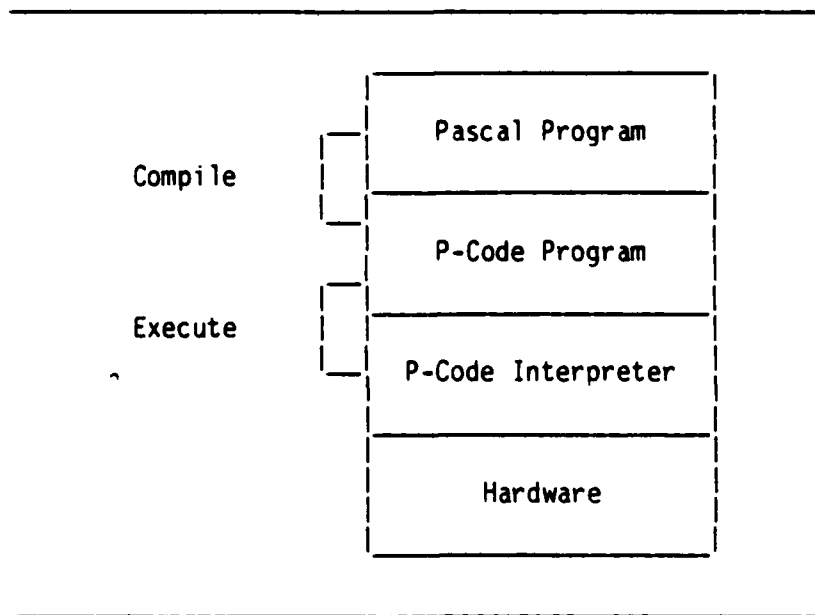 Pascal Program
Compile
P-Code Program
Execute
P-Code Interpreter
Hardware